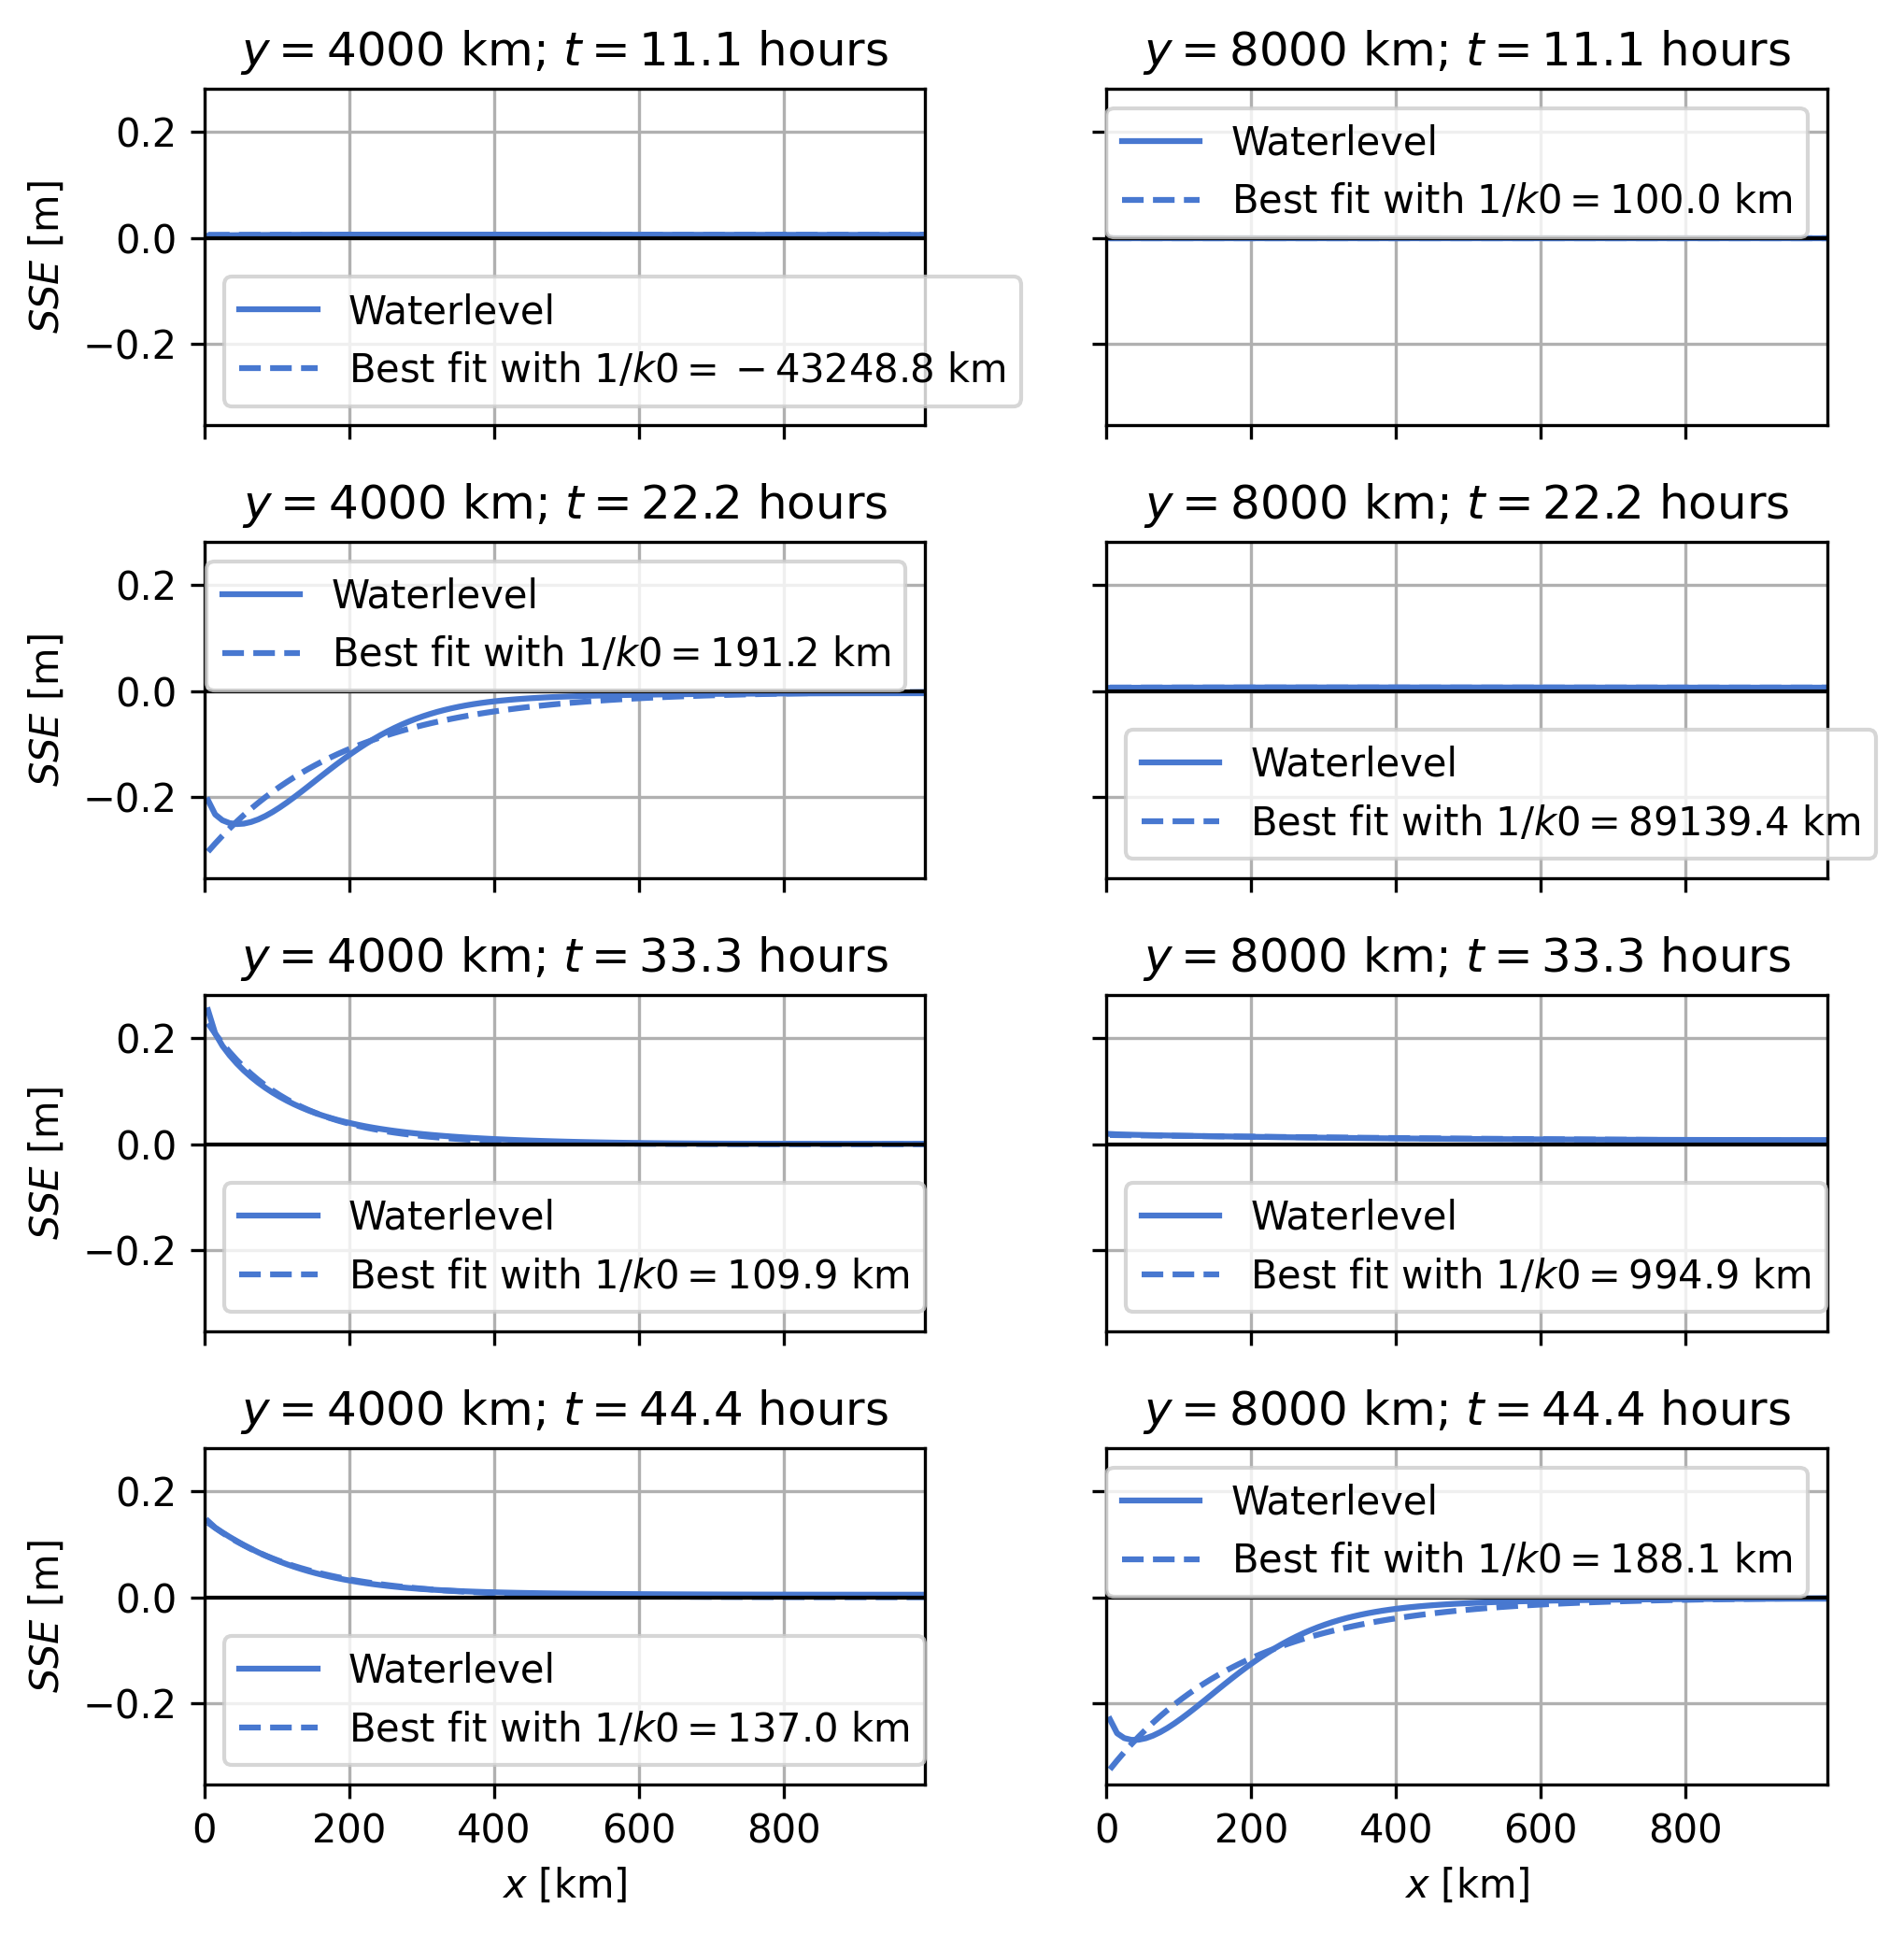 y = 4000 km; t = 11.1 hours
SSE [m]
0.2
0.0
−0.2
Waterlevel
Best fit with 1/k0 = −43248.8 km
y = 8000 km; t = 11.1 hours
Waterlevel
Best fit with 1/k0 = 100.0 km
y = 4000 km; t = 22.2 hours
SSE [m]
0.2
0.0
−0.2
Waterlevel
Best fit with 1/k0 = 191.2 km
y = 8000 km; t = 22.2 hours
Waterlevel
Best fit with 1/k0 = 89139.4 km
y = 4000 km; t = 33.3 hours
SSE [m]
0.2
0.0
−0.2
Waterlevel
Best fit with 1/k0 = 109.9 km
y = 8000 km; t = 33.3 hours
Waterlevel
Best fit with 1/k0 = 994.9 km
y = 4000 km; t = 44.4 hours
SSE [m]
0.2
0.0
−0.2
Waterlevel
Best fit with 1/k0 = 137.0 km
0 200 400 600 800
x [km]
y = 8000 km; t = 44.4 hours
Waterlevel
Best fit with 1/k0 = 188.1 km
0 200 400 600 800
x [km]